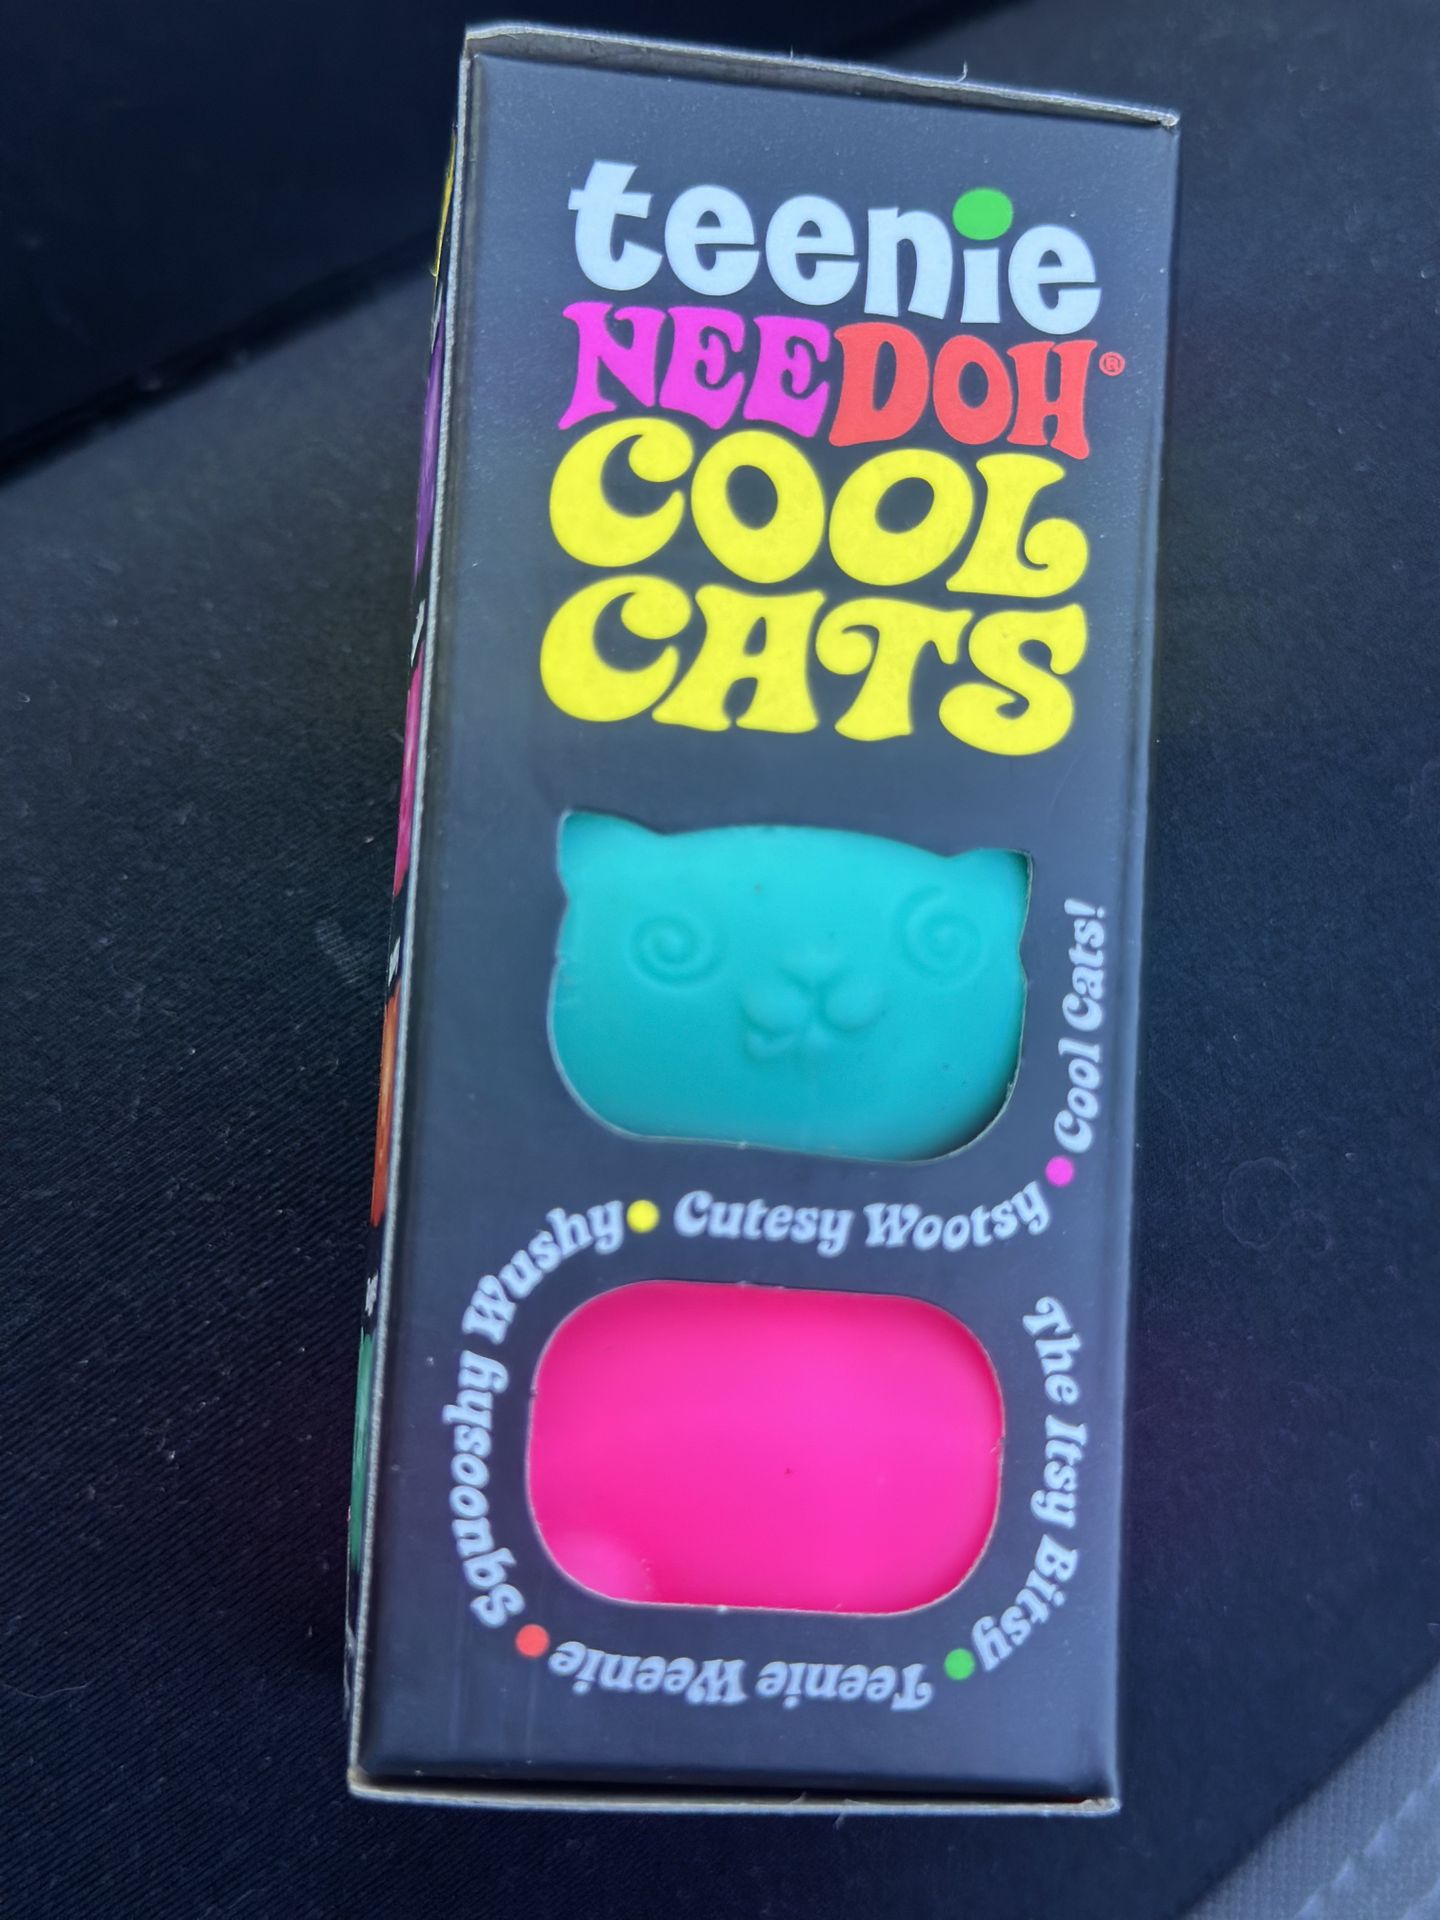 teenie
NEEDOH®
COOL
CATS
The Itsy Bitsy • Teenie Weenie • Squooshy Wushy • Cutesy Wootsy • Cool Cats!